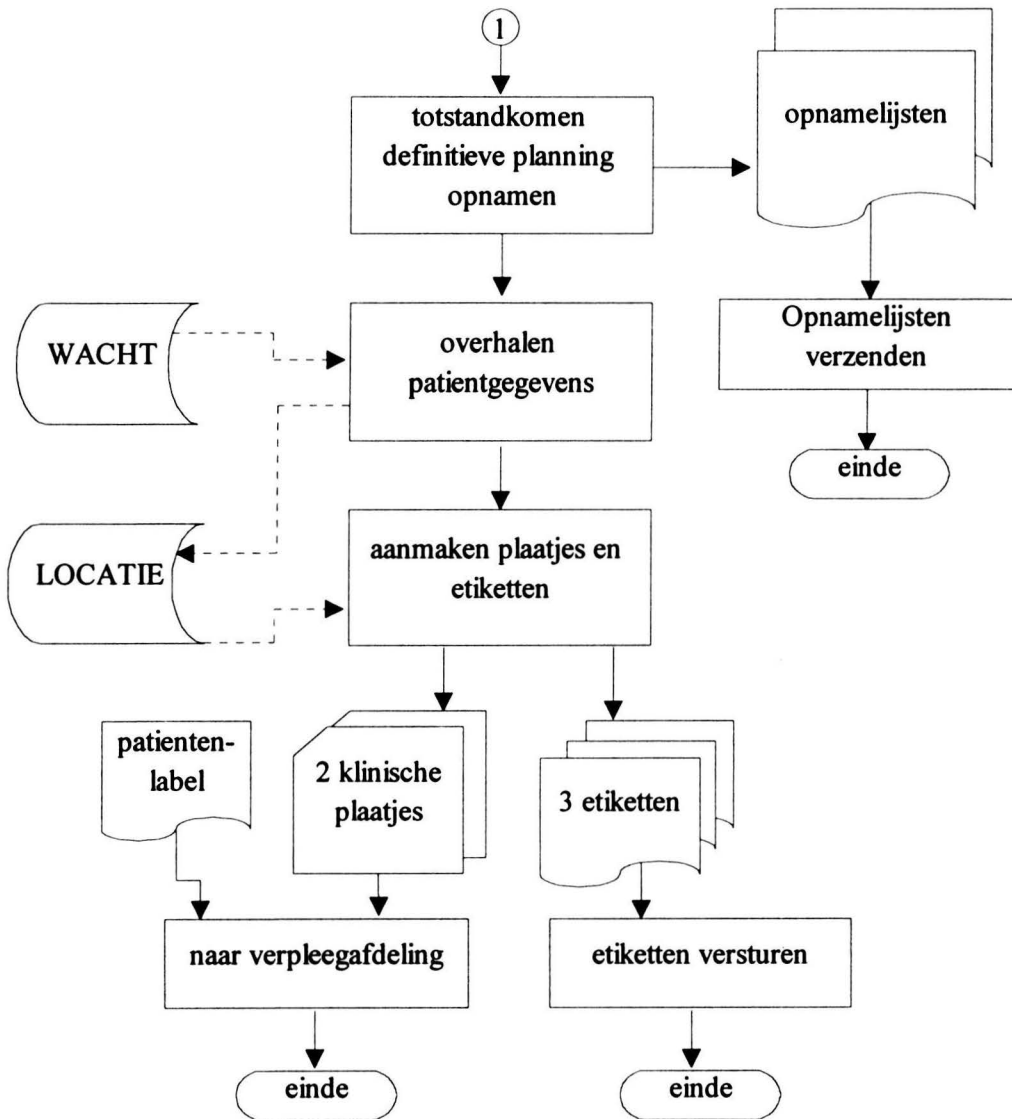 1
totstandkomen
definitieve planning
opnamen
opnamelijsten
Opnamelijsten
verzenden
einde
WACHT
overhalen
patientgegevens
LOCATIE
aanmaken plaatjes en
etiketten
patienten-
label
2 klinische
plaatjes
3 etiketten
naar verpleegafdeling
etiketten versturen
einde
einde